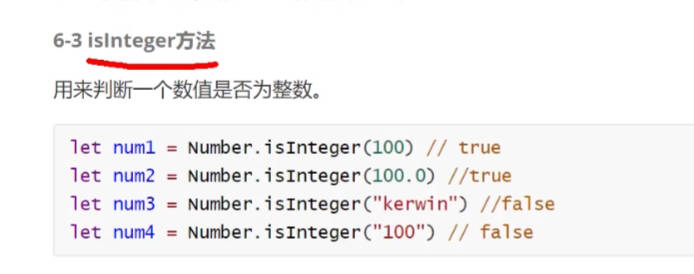 6-3 isInteger方法
用来判断一个数值是否为整数。
let num1 = Number.isInteger(100) // true
let num2 = Number.isInteger(100.0) //true
let num3 = Number.isInteger("kerwin") //false
let num4 = Number.isInteger("100") // false